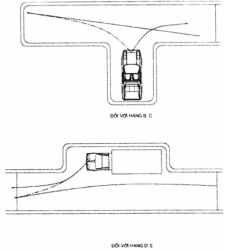 ĐỐI VỚI HẠNG B, C
ĐỐI VỚI HẠNG D, E